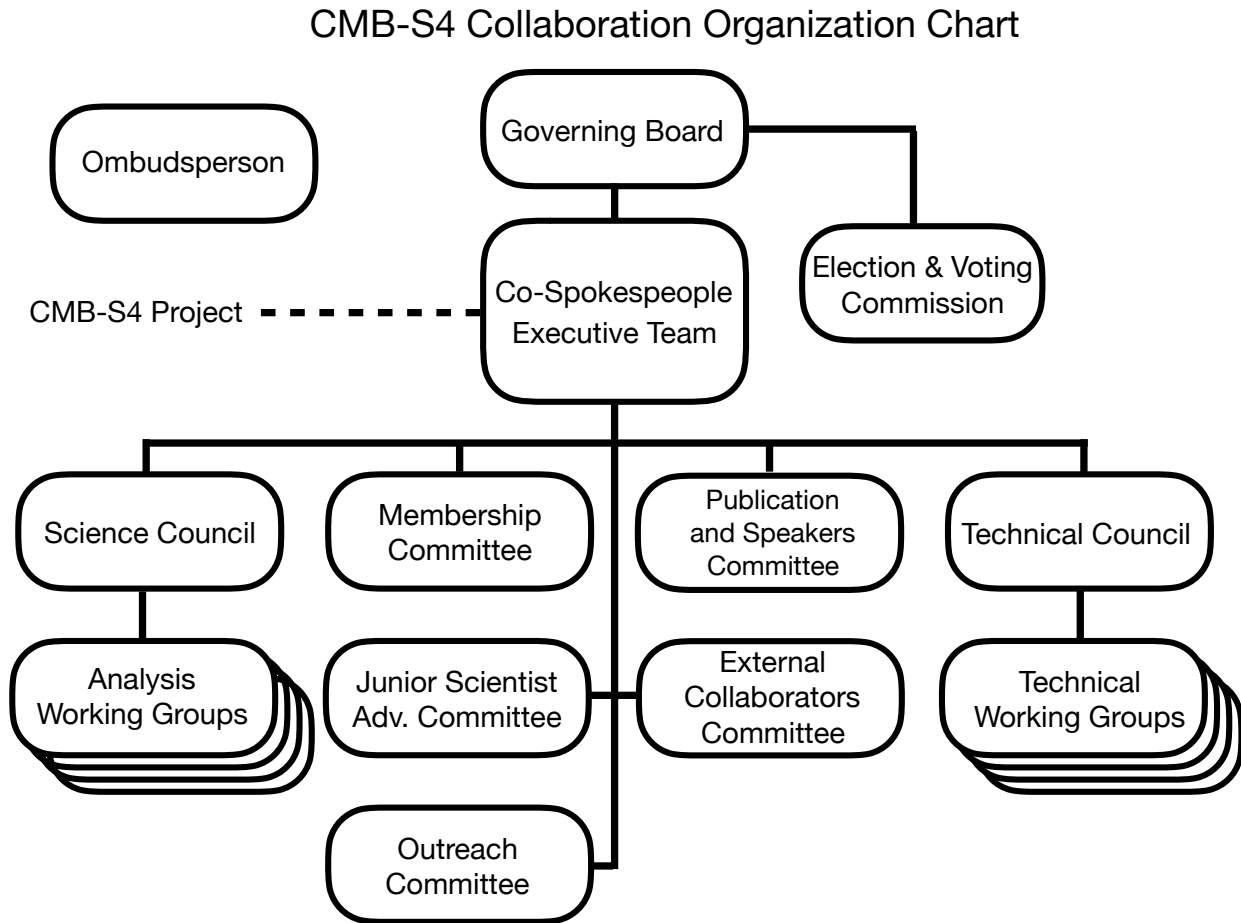 CMB-S4 Collaboration Organization Chart
Governing Board
Ombudsperson
Election & Voting
Commission
Co-Spokespeople
Executive Team
CMB-S4 Project
Science Council
Membership
Committee
Publication
and Speakers
Committee
Technical Council
Analysis
Working Groups
Junior Scientist
Adv. Committee
External
Collaborators
Committee
Technical
Working Groups
Outreach
Committee